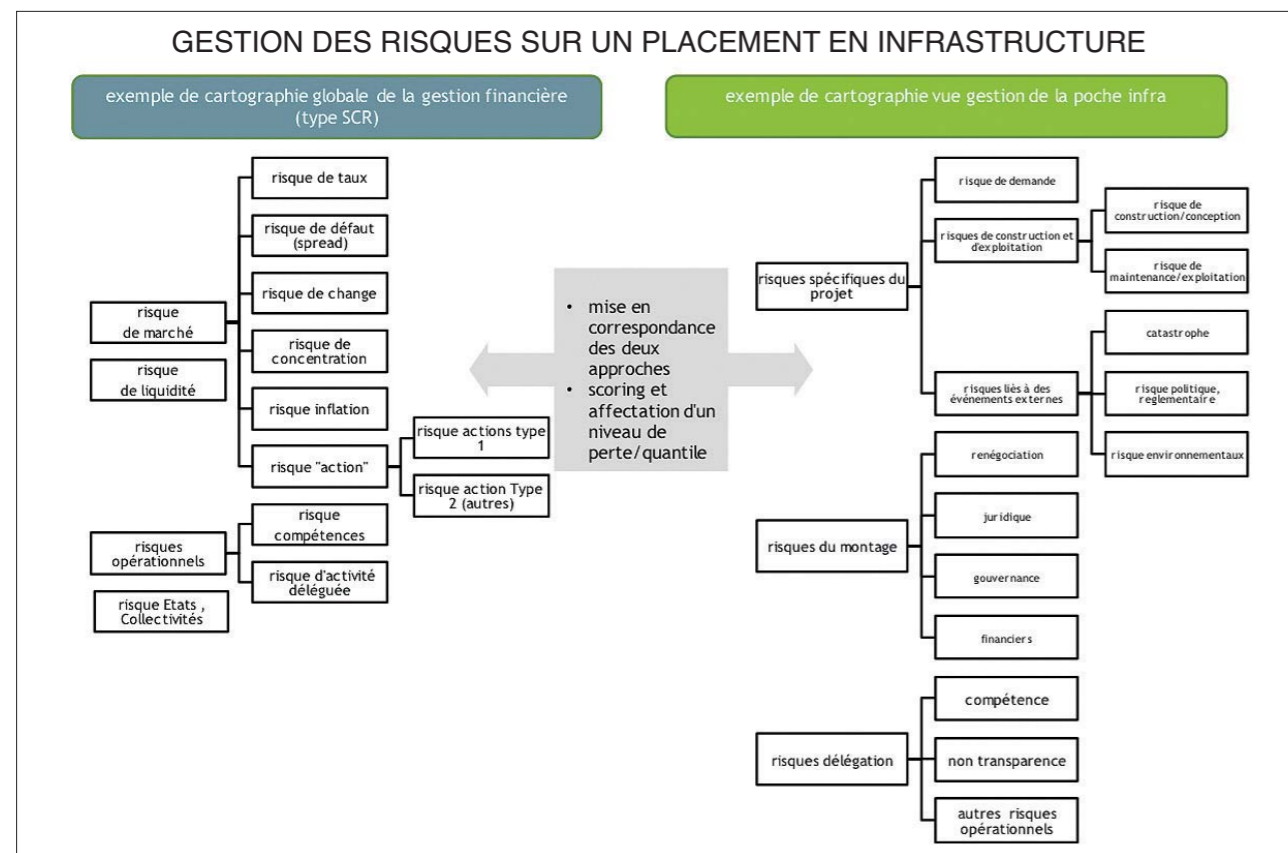 GESTION DES RISQUES SUR UN PLACEMENT EN INFRASTRUCTURE
exemple de cartographie globale de la gestion financière
(type SCR)
risque
de marché
risque de taux
risque de défaut
(spread)
risque de change
risque de
concentration
risque inflation
risque "action"
risque actions type
1
risque action Type
2 (autres)
risque
de liquidité
risques
opérationnels
risque
compétences
risque d'activité
déléguée
risque Etats ,
Collectivités
• mise en
correspondance
des deux
approches
• scoring et
affectation d'un
niveau de
perte/quantile
exemple de cartographie vue gestion de la poche infra
risques spécifiques du
projet
risque de demande
risques de construction et
d'exploitation
risque de
construction/conception
risque de
maintenance/exploitation
risques liès à des
événements externes
catastrophe
risque politique,
reglementaire
risque environnementaux
risques du montage
renégociation
juridique
gouvernance
financiers
risques délégation
compétence
non transparence
autres risques
opérationnels